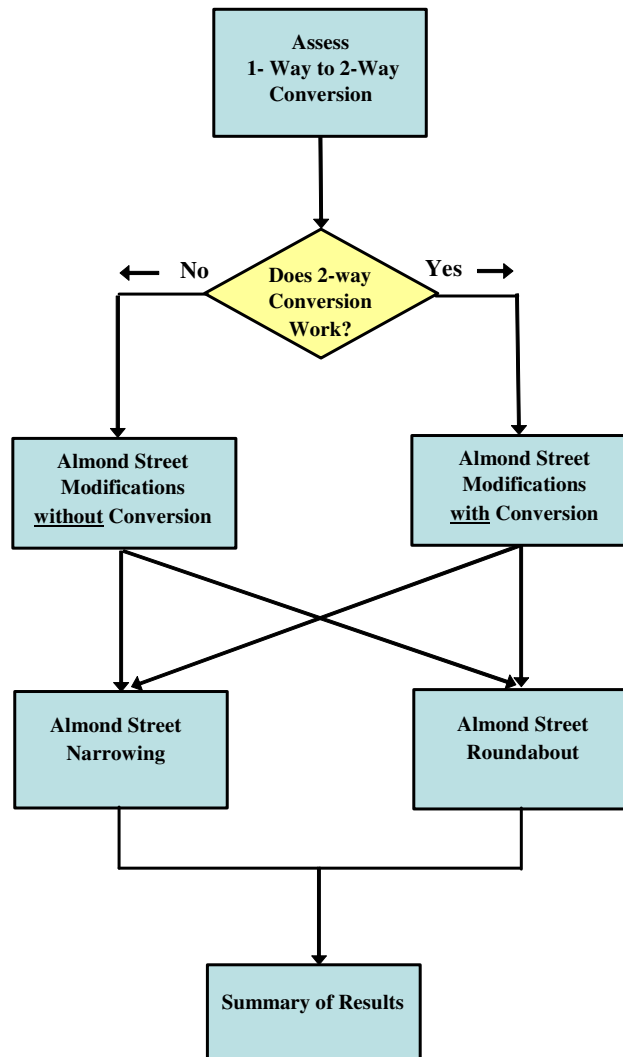 Assess
1- Way to 2-Way
Conversion
No
Yes
Does 2-way
Conversion
Work?
Almond Street
Modifications
without Conversion
Almond Street
Modifications
with Conversion
Almond Street
Narrowing
Almond Street
Roundabout
Summary of Results